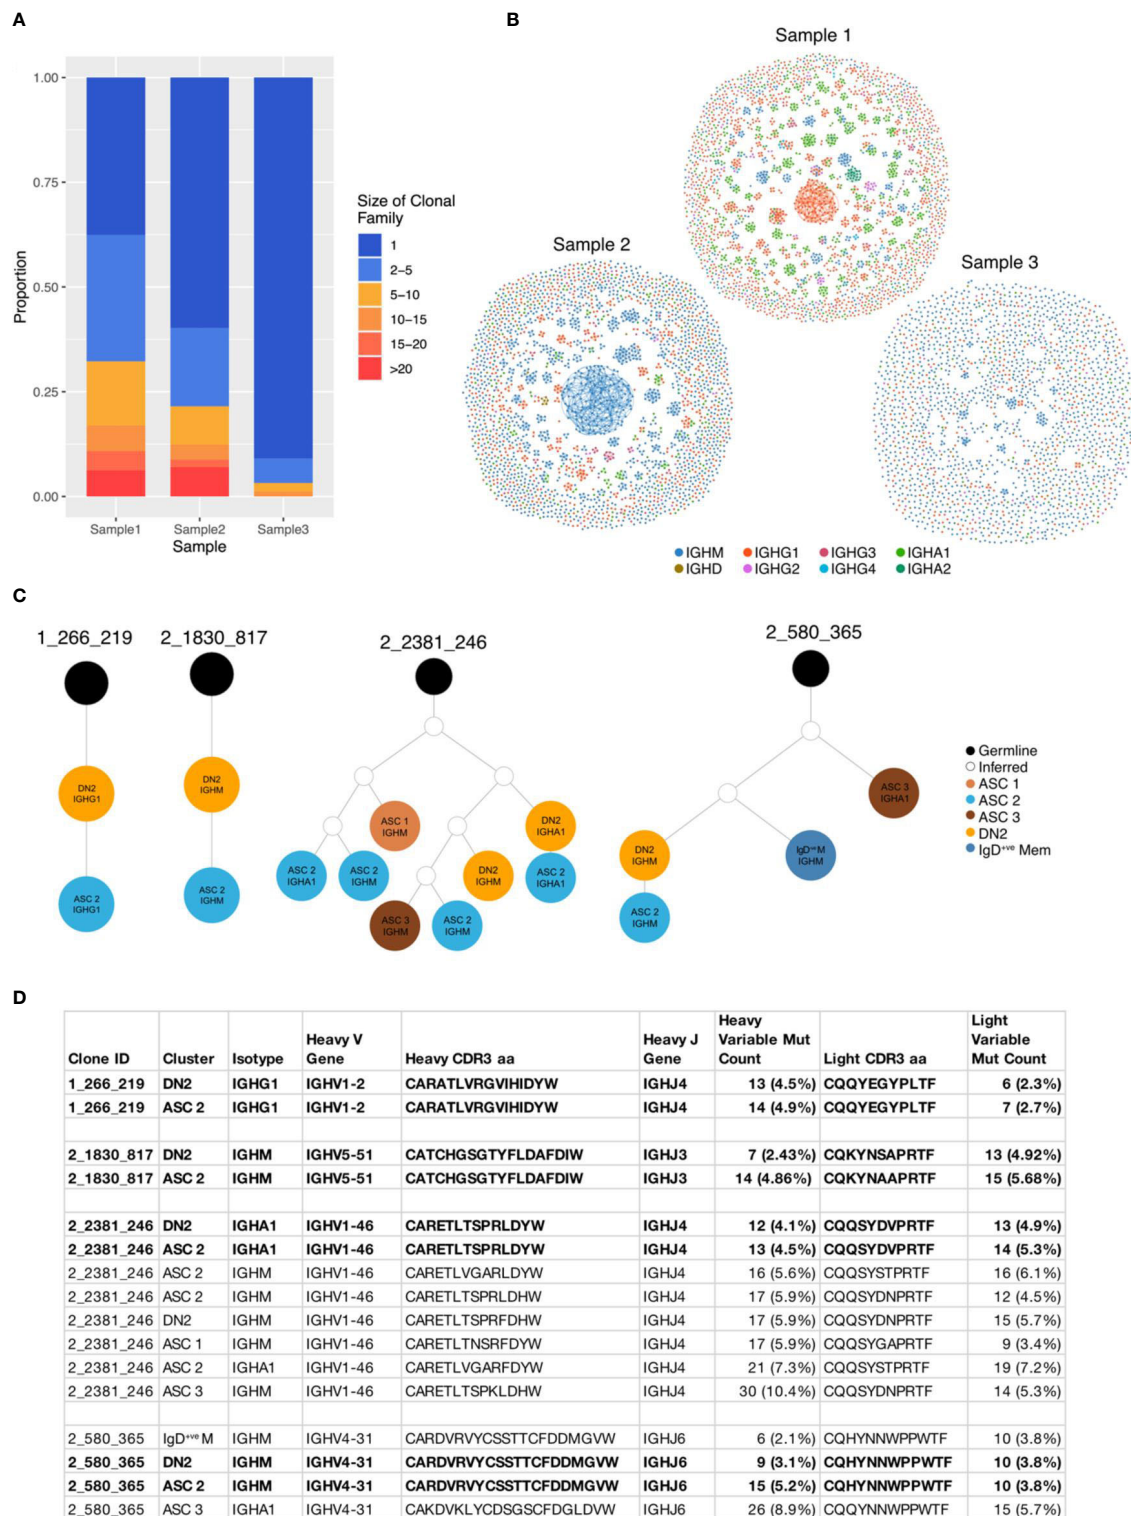 A
B
1.00
0.75
0.50
0.25
0.00
Proportion
Sample1 Sample2 Sample3
Sample
Size of Clonal
Family
1
2−5
5−10
10−15
15−20
>20
Sample 1
Sample 2
Sample 3
IGHM IGHG1 IGHG3 IGHA1
IGHD IGHG2 IGHG4 IGHA2
C
1_266_219 2_1830_817 2_2381_246 2_580_365
DN2
IGHG1
ASC 2
IGHG1
DN2
IGHM
ASC 2
IGHM
ASC 1
IGHM
DN2
IGHA1
ASC 2
IGHA1
ASC 2
IGHM
DN2
IGHM
ASC 2
IGHA1
ASC 3
IGHM
ASC 2
IGHM
ASC 3
IGHA1
DN2
IGHM
IgD+ve M
IGHM
ASC 2
IGHM
Germline
Inferred
ASC 1
ASC 2
ASC 3
DN2
IgD+ve Mem
D
Clone ID Cluster Isotype Heavy V Gene Heavy CDR3 aa Heavy J Gene Heavy Variable Mut Count Light CDR3 aa Light Variable Mut Count
1_266_219 DN2 IGHG1 IGHV1-2 CARATLVRGVIHIDYW IGHJ4 13 (4.5%) CQQYEGYPLTF 6 (2.3%)
1_266_219 ASC 2 IGHG1 IGHV1-2 CARATLVRGVIHIDYW IGHJ4 14 (4.9%) CQQYEGYPLTF 7 (2.7%)
2_1830_817 DN2 IGHM IGHV5-51 CATCHGSGTYFLDAFDIW IGHJ3 7 (2.43%) CQKYNSAPRTF 13 (4.92%)
2_1830_817 ASC 2 IGHM IGHV5-51 CATCHGSGTYFLDAFDIW IGHJ3 14 (4.86%) CQKYNAAPRTF 15 (5.68%)
2_2381_246 DN2 IGHA1 IGHV1-46 CARETLTSPRLDYW IGHJ4 12 (4.1%) CQQSYDVPRTF 13 (4.9%)
2_2381_246 ASC 2 IGHA1 IGHV1-46 CARETLTSPRLDYW IGHJ4 13 (4.5%) CQQSYDVPRTF 14 (5.3%)
2_2381_246 ASC 2 IGHM IGHV1-46 CARETLVGARLDYW IGHJ4 16 (5.6%) CQQSYSTPRTF 16 (6.1%)
2_2381_246 ASC 2 IGHM IGHV1-46 CARETLTSPRLDHW IGHJ4 17 (5.9%) CQQSYDNPRTF 12 (4.5%)
2_2381_246 DN2 IGHM IGHV1-46 CARETLTSPRFDHW IGHJ4 17 (5.9%) CQQSYDNPRTF 15 (5.7%)
2_2381_246 ASC 1 IGHM IGHV1-46 CARETLTNSRFDYW IGHJ4 17 (5.9%) CQQSYGAPRTF 9 (3.4%)
2_2381_246 ASC 2 IGHA1 IGHV1-46 CARETLVGARFDYW IGHJ4 21 (7.3%) CQQSYSTPRTF 19 (7.2%)
2_2381_246 ASC 3 IGHM IGHV1-46 CARETLTSPKLDHW IGHJ4 30 (10.4%) CQQSYDNPRTF 14 (5.3%)
2_580_365 IgD+ve M IGHM IGHV4-31 CARDVRVYCSSTTCFDDMGVW IGHJ6 6 (2.1%) CQHYNNWPPWTF 10 (3.8%)
2_580_365 DN2 IGHM IGHV4-31 CARDVRVYCSSTTCFDDMGVW IGHJ6 9 (3.1%) CQHYNNWPPWTF 10 (3.8%)
2_580_365 ASC 2 IGHM IGHV4-31 CARDVRVYCSSTTCFDDMGVW IGHJ6 15 (5.2%) CQHYNNWPPWTF 10 (3.8%)
2_580_365 ASC 3 IGHA1 IGHV4-31 CAKDVKLYCDSGSCFDGLDVW IGHJ6 26 (8.9%) CQQYNNWPPWTF 15 (5.7%)